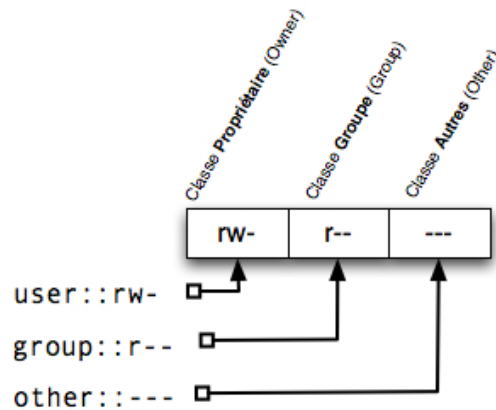 Classe Propriétaire (Owner)
Classe Groupe (Group)
Classe Autres (Other)
rw- r-- ---
user::rw-
group::r--
other::---